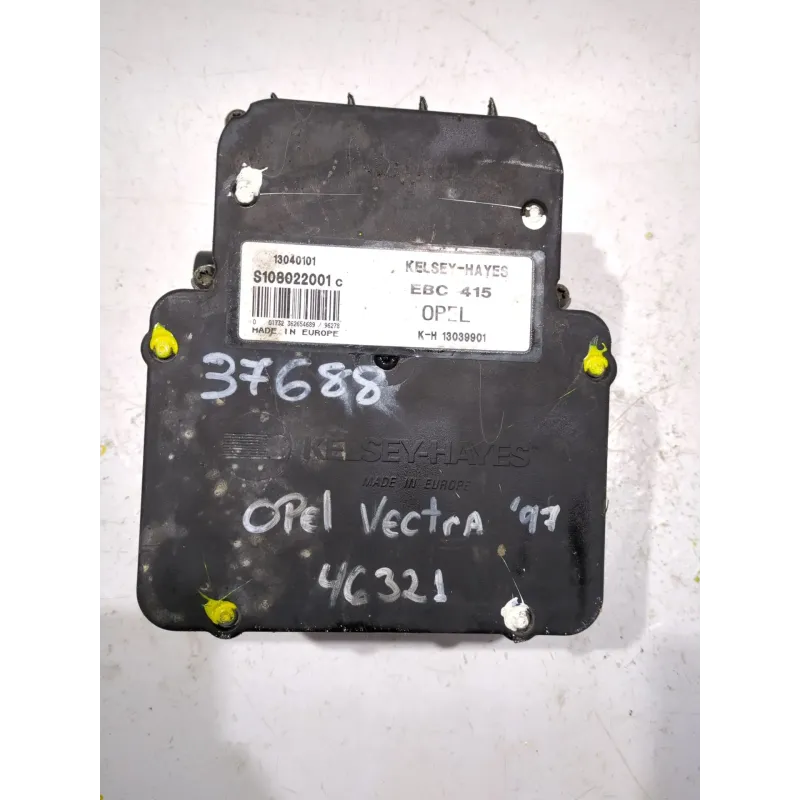 13040101
S108022001 C
MADE IN EUROPE
KELSEY-HAYES
EBC 415
OPEL
K-H 13039901
37688
KELSEY-HAYES
MADE IN EUROPE
OPEL VECTRA '97
46321